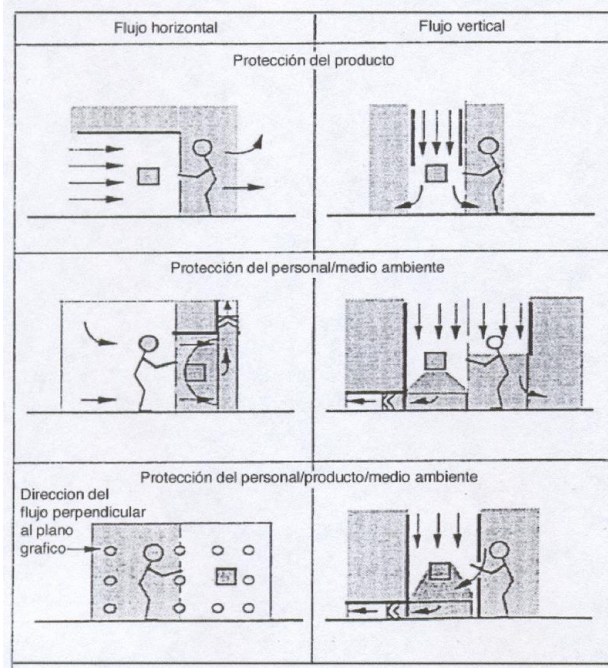 Flujo horizontal
Flujo vertical
Protección del producto
Protección del personal/medio ambiente
Protección del personal/producto/medio ambiente
Direccion del
flujo perpendicular
al plano
grafico